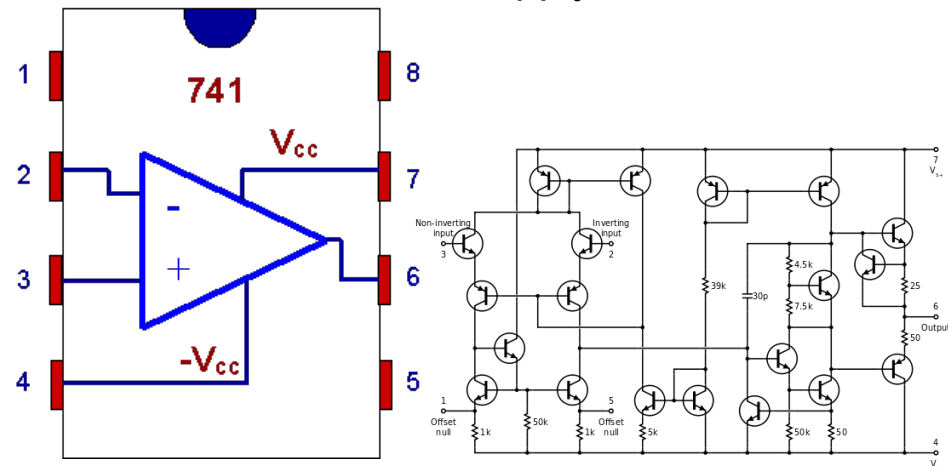 741
1
2
3
4
8
7
6
5
Vcc
-
+
-Vcc
Non-inverting
input
3
Inverting
input
2
1
Offset
null
5
Offset
null
1k
50k
1k
5k
39k
30p
4.5k
7.5k
50k
50
25
50
7
Vs+
6
Output
4